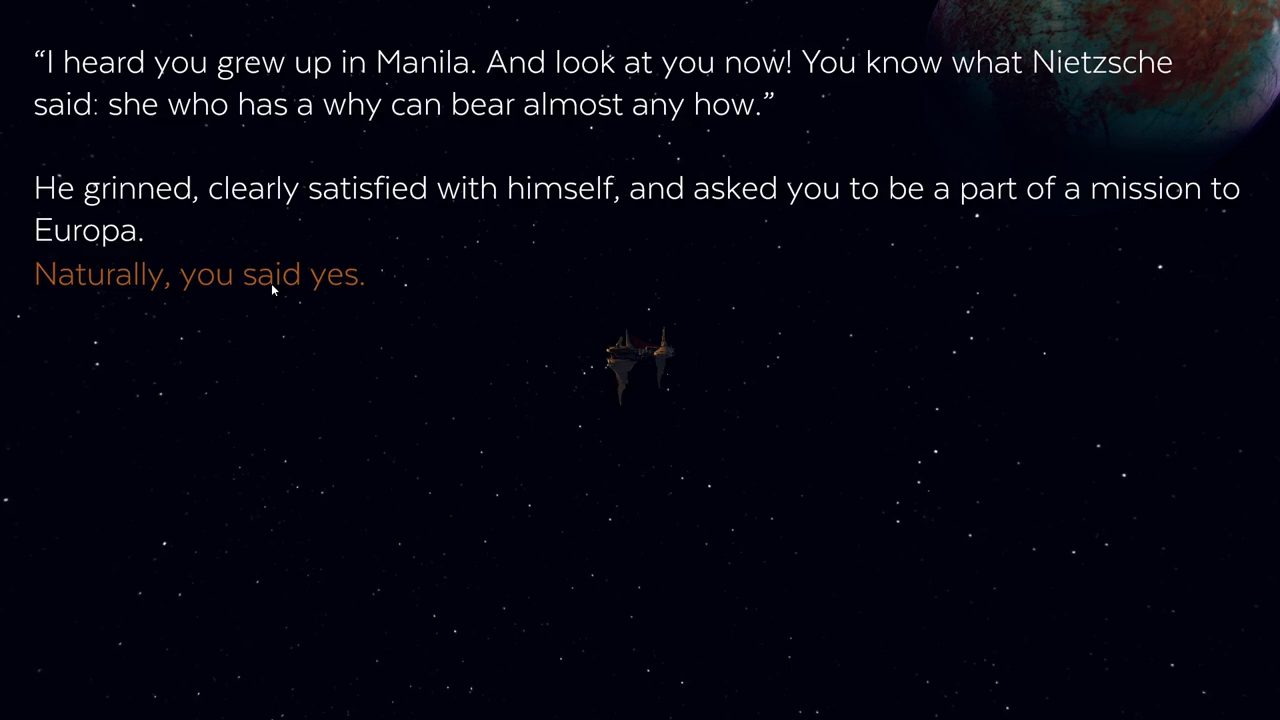 “I heard you grew up in Manila. And look at you now! You know what Nietzsche
said: she who has a why can bear almost any how.”
He grinned, clearly satisfied with himself, and asked you to be a part of a mission to
Europa.
Naturally, you said yes.